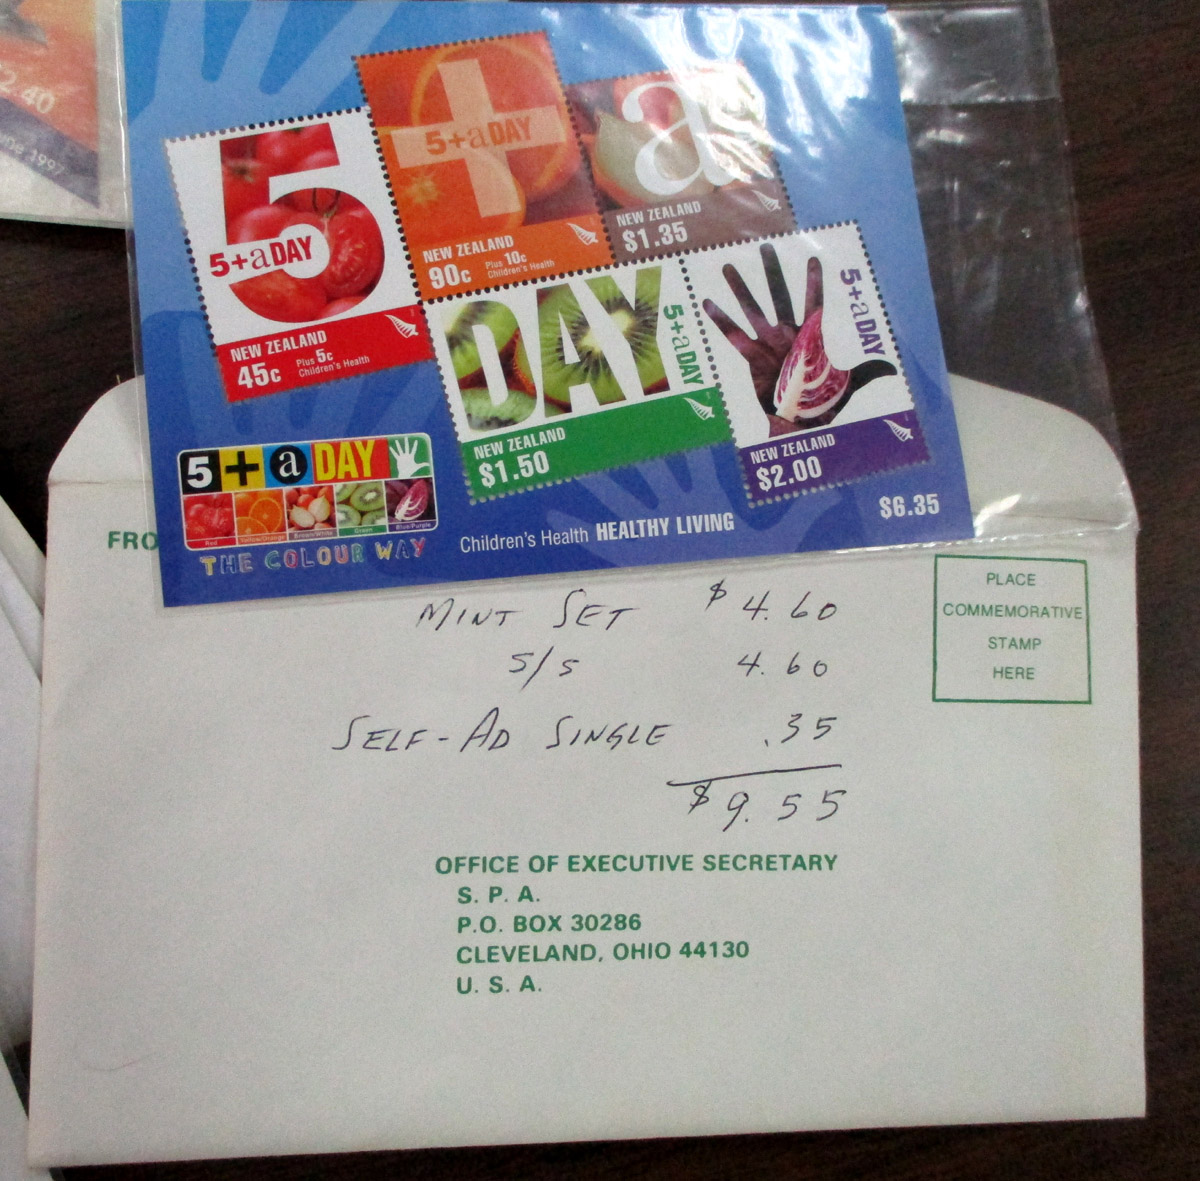 2.40
1997
5
5+aDAY
NEW ZEALAND
45c Plus 5c Children's Health
+
5+aDAY
NEW ZEALAND
90c Plus 10c Children's Health
a
NEW ZEALAND
$1.35
DAY
5+aDAY
NEW ZEALAND
$1.50
5+aDAY
NEW ZEALAND
$2.00
5+aDAY
Red Yellow/Orange Brown/White Green Blue/Purple
THE COLOUR WAY
Children's Health HEALTHY LIVING
$6.35
FRO
PLACE
COMMEMORATIVE
STAMP
HERE
MINT SET $4.60
S/S 4.60
SELF-AD SINGLE .35
$9.55
OFFICE OF EXECUTIVE SECRETARY
S. P. A.
P.O. BOX 30286
CLEVELAND, OHIO 44130
U. S. A.